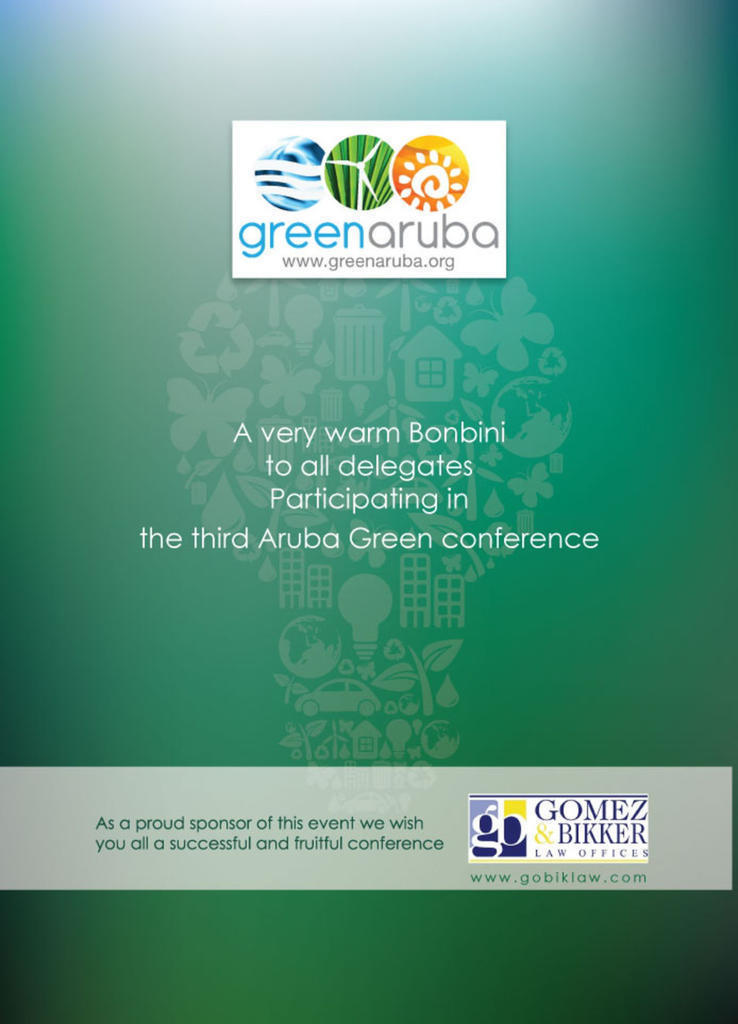 greenaruba
www.greenaruba.org
A very warm Bonbini
to all delegates
Participating in
the third Aruba Green conference
As a proud sponsor of this event we wish
you all a successful and fruitful conference
gb
GOMEZ
& BIKKER
LAW OFFICES
www.gobiklaw.com